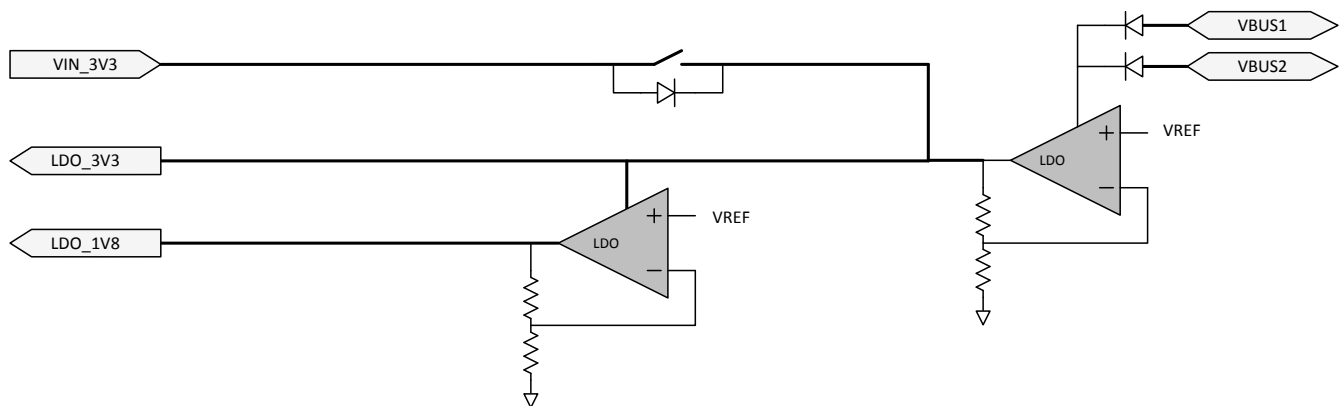 VBUS1
VIN_3V3
VBUS2
+
VREF
LDO_3V3
LDO
−
+
VREF
LDO_1V8
LDO
−